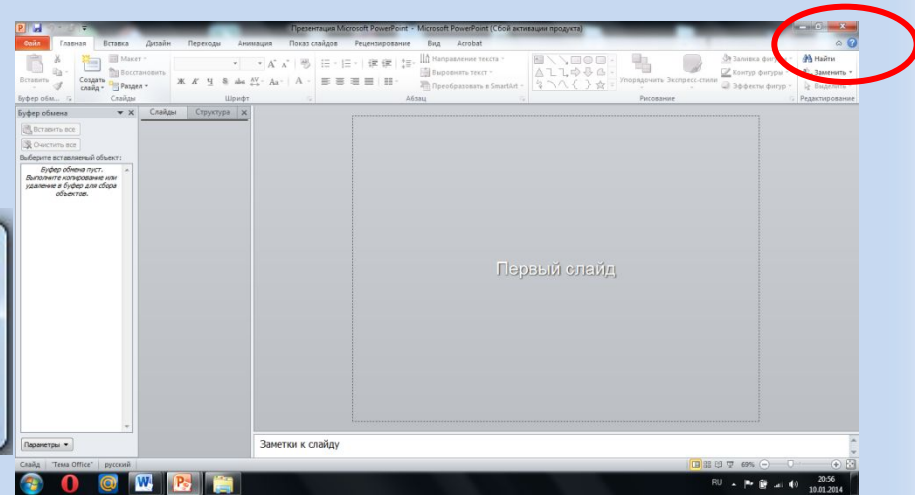 Презентация Microsoft PowerPoint - Microsoft PowerPoint (Сбой активации продукта)
Файл Главная Вставка Дизайн Переходы Анимация Показ слайдов Рецензирование Вид Acrobat
Вставить
Создать слайд
Макет
Восстановить
Раздел
Направление текста
Выровнять текст
Преобразовать в SmartArt
Упорядочить Экспресс-стили
Заливка фигуры
Контур фигуры
Эффекты фигур
Найти
Заменить
Выделить
Буфер обм... Слайды Шрифт Абзац Рисование Редактирование
Буфер обмена
Слайды Структура
Вставить все
Очистить все
Выберите вставляемый объект:
Буфер обмена пуст.
Выполните копирование или
удаление в буфер для сбора
объектов.
Первый слайд
Параметры
Заметки к слайду
Слайд "Тема Office" русский 69%
RU 20:56
10.01.2014